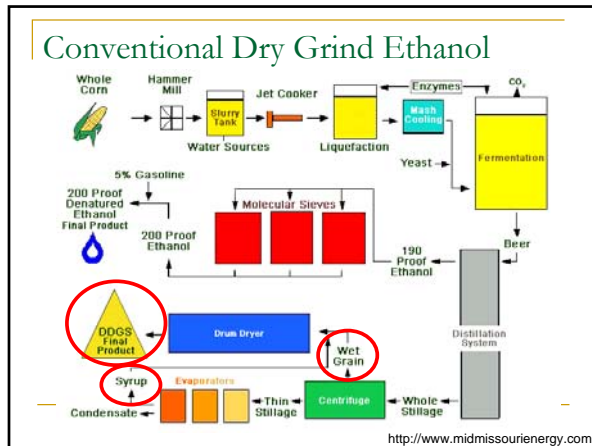 Conventional Dry Grind Ethanol
Whole
Corn
Hammer
Mill
Slurry
Tank
Water Sources
Jet Cooker
Liquefaction
Enzymes
Mash
Cooling
Yeast
CO₂
Fermentation
Beer
5% Gasoline
200 Proof
Denatured
Ethanol
Final Product
200 Proof
Ethanol
Molecular Sieves
190
Proof
Ethanol
Distillation
System
DDGS
Final
Product
Drum Dryer
Wet
Grain
Syrup
Evaporators
Condensate
Thin
Stillage
Centrifuge
Whole
Stillage
http://www.midmissourienergy.com